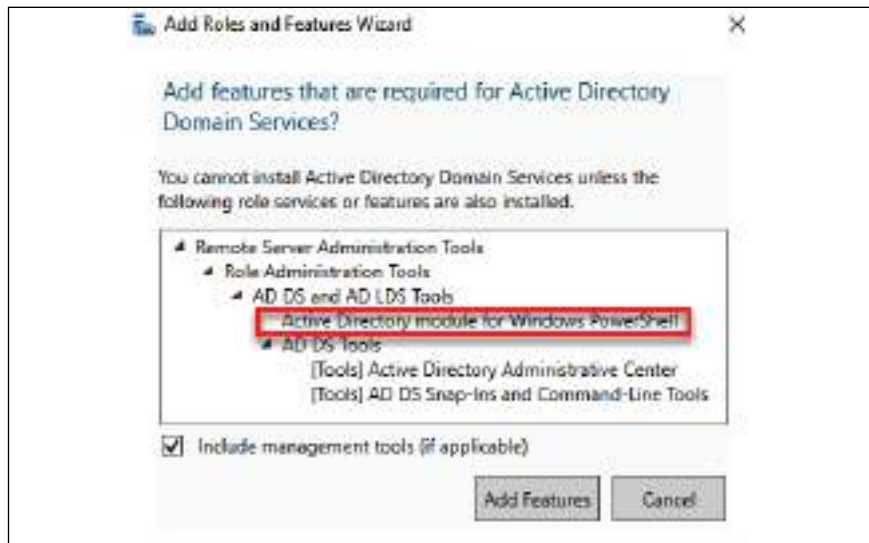 Add Roles and Features Wizard
Add features that are required for Active Directory
Domain Services?
You cannot install Active Directory Domain Services unless the
following role services or features are also installed.
Remote Server Administration Tools
Role Administration Tools
AD DS and AD LDS Tools
Active Directory module for Windows PowerShell
AD DS Tools
[Tools] Active Directory Administrative Center
[Tools] AD DS Snap-Ins and Command-Line Tools
Include management tools (if applicable)
Add Features Cancel